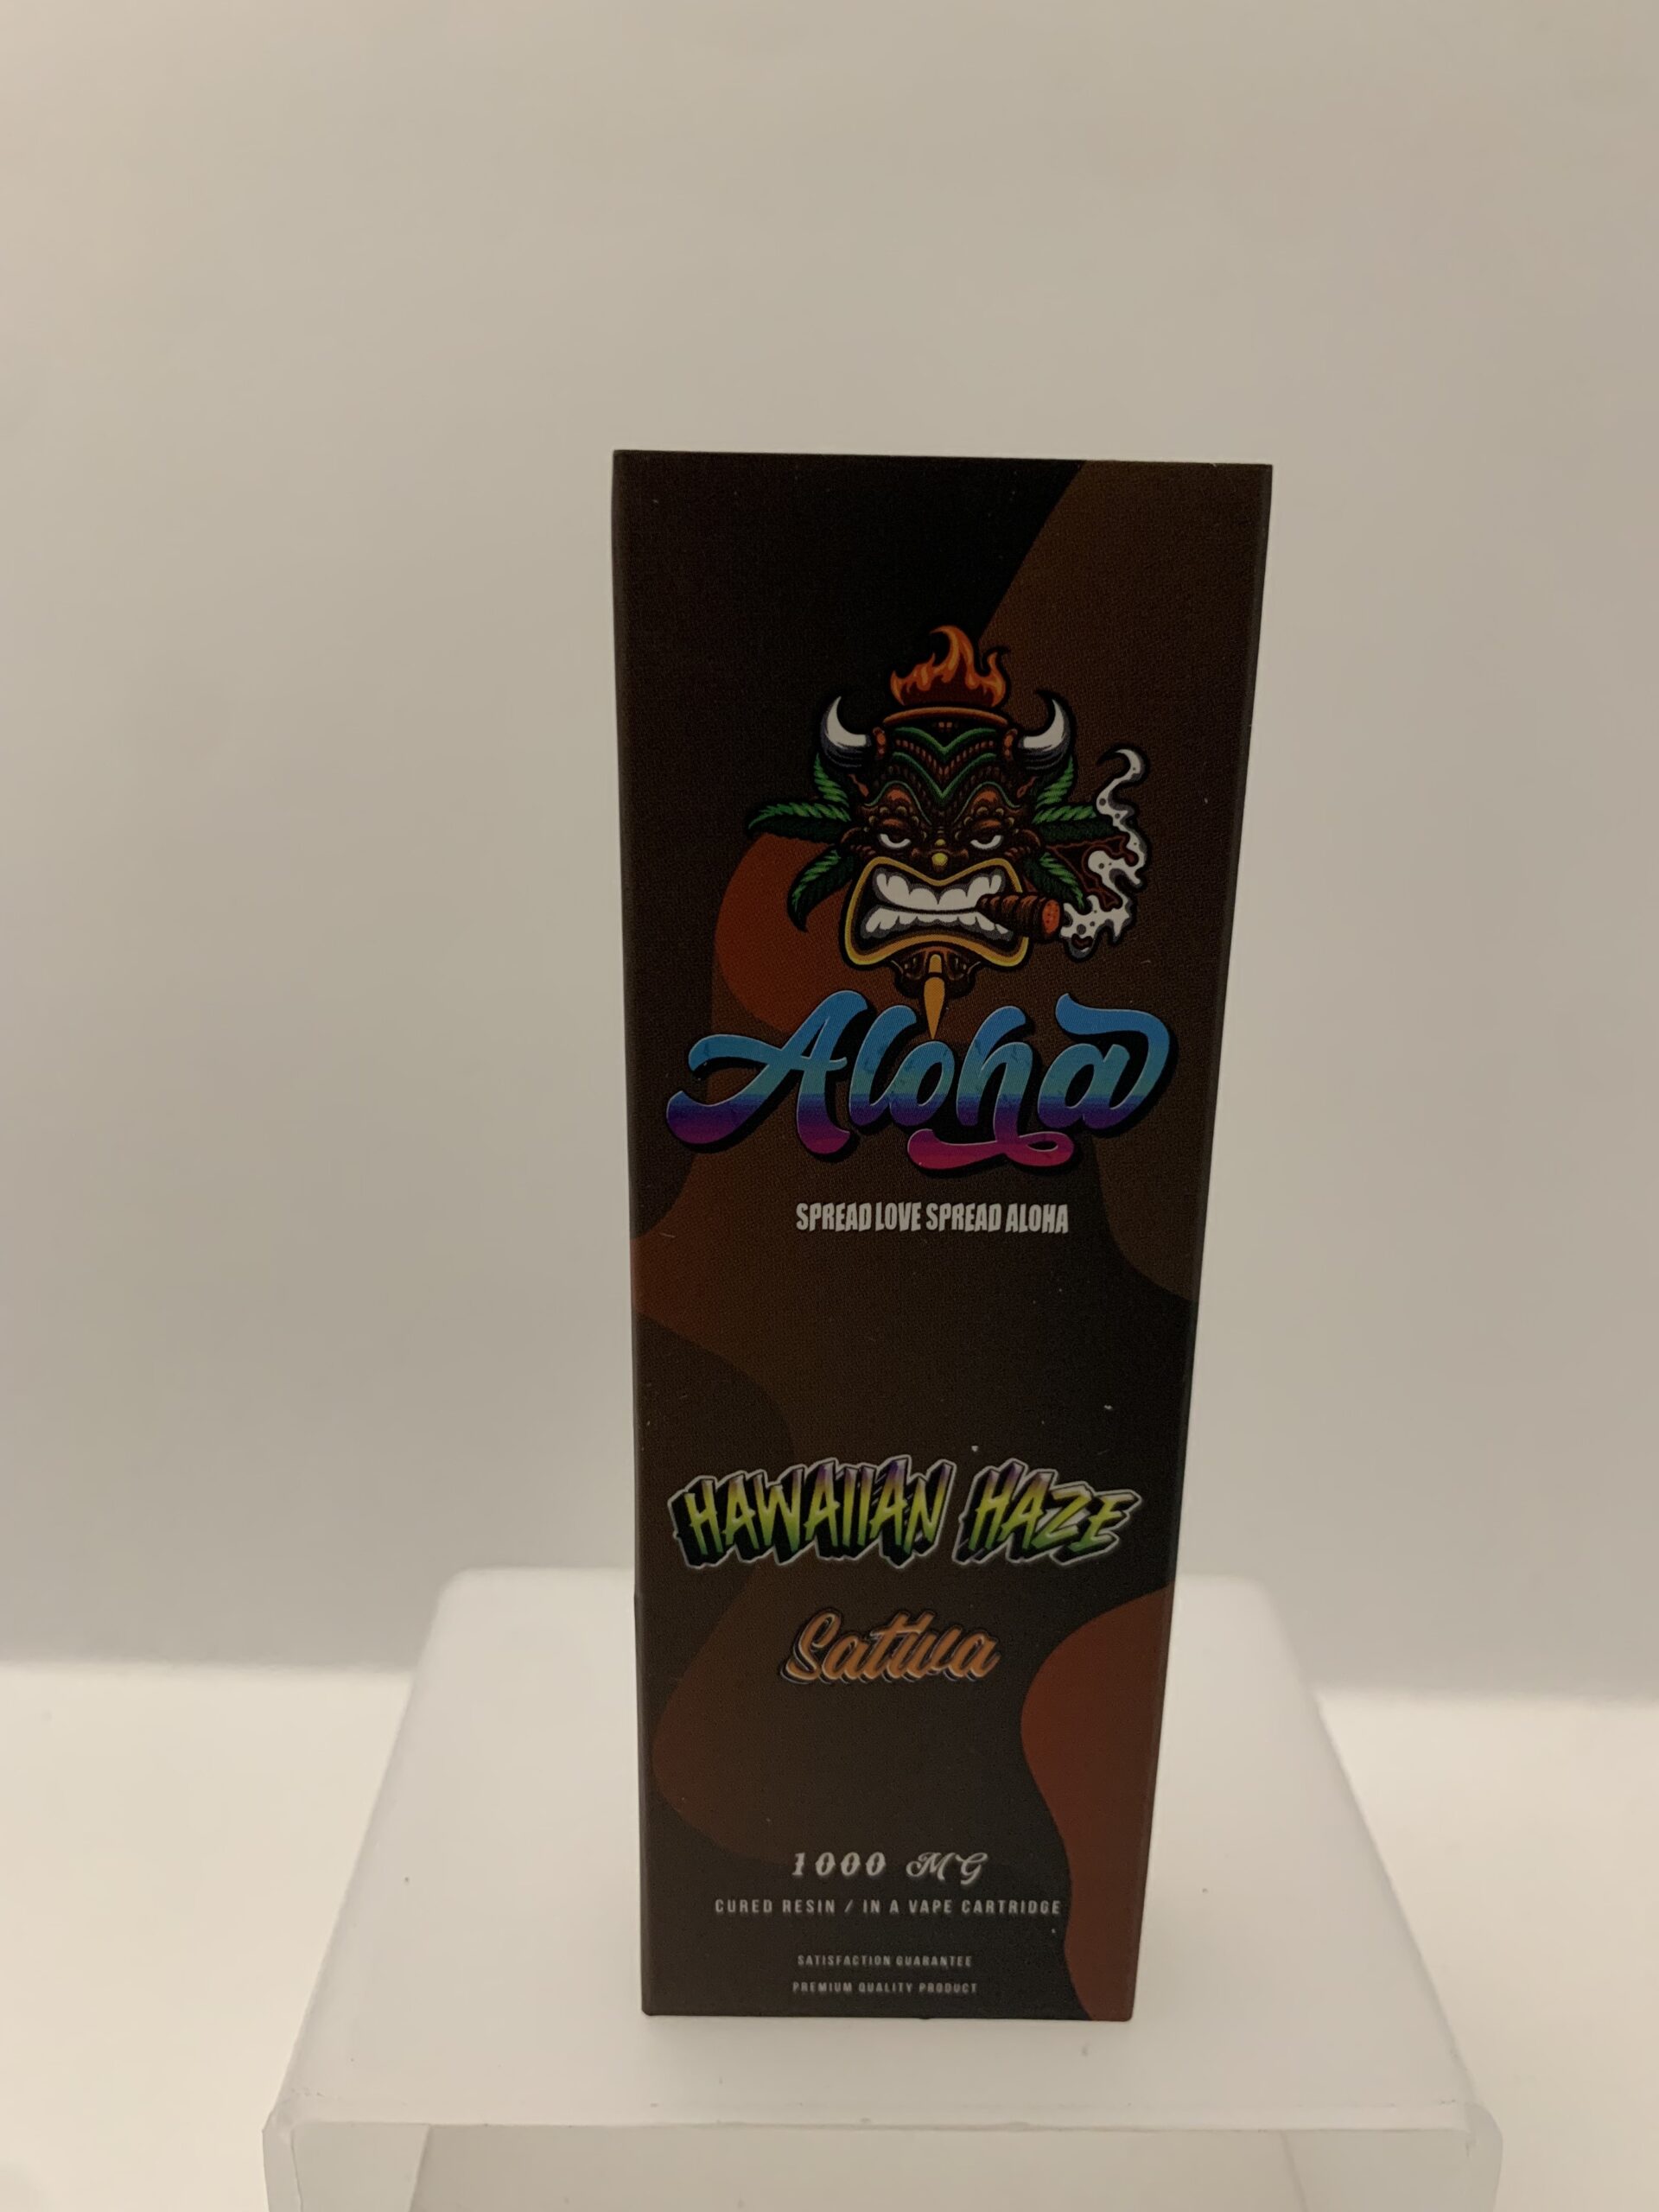 Aloha
SPREAD LOVE SPREAD ALOHA
HAWAIIAN HAZE
Sativa
1000 MG
CURED RESIN / IN A VAPE CARTRIDGE
SATISFACTION GUARANTEE
PREMIUM QUALITY PRODUCT